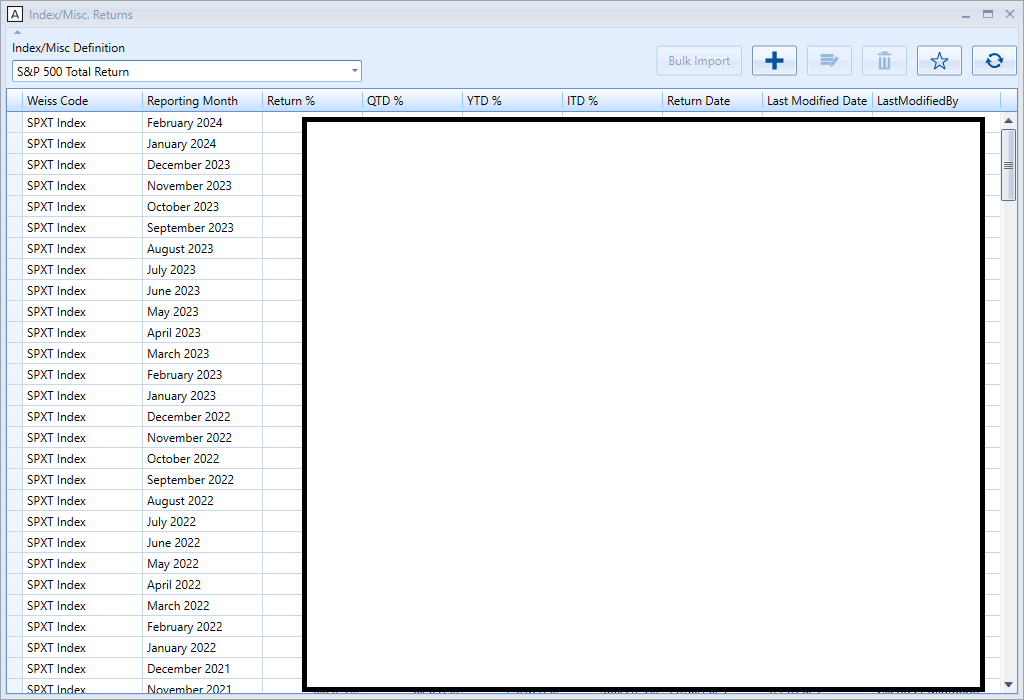 A Index/Misc. Returns
Index/Misc Definition
S&P 500 Total Return
Bulk Import
Weiss Code Reporting Month Return % QTD % YTD % ITD % Return Date Last Modified Date LastModifiedBy
SPXT Index February 2024
SPXT Index January 2024
SPXT Index December 2023
SPXT Index November 2023
SPXT Index October 2023
SPXT Index September 2023
SPXT Index August 2023
SPXT Index July 2023
SPXT Index June 2023
SPXT Index May 2023
SPXT Index April 2023
SPXT Index March 2023
SPXT Index February 2023
SPXT Index January 2023
SPXT Index December 2022
SPXT Index November 2022
SPXT Index October 2022
SPXT Index September 2022
SPXT Index August 2022
SPXT Index July 2022
SPXT Index June 2022
SPXT Index May 2022
SPXT Index April 2022
SPXT Index March 2022
SPXT Index February 2022
SPXT Index January 2022
SPXT Index December 2021
SPXT Index November 2021